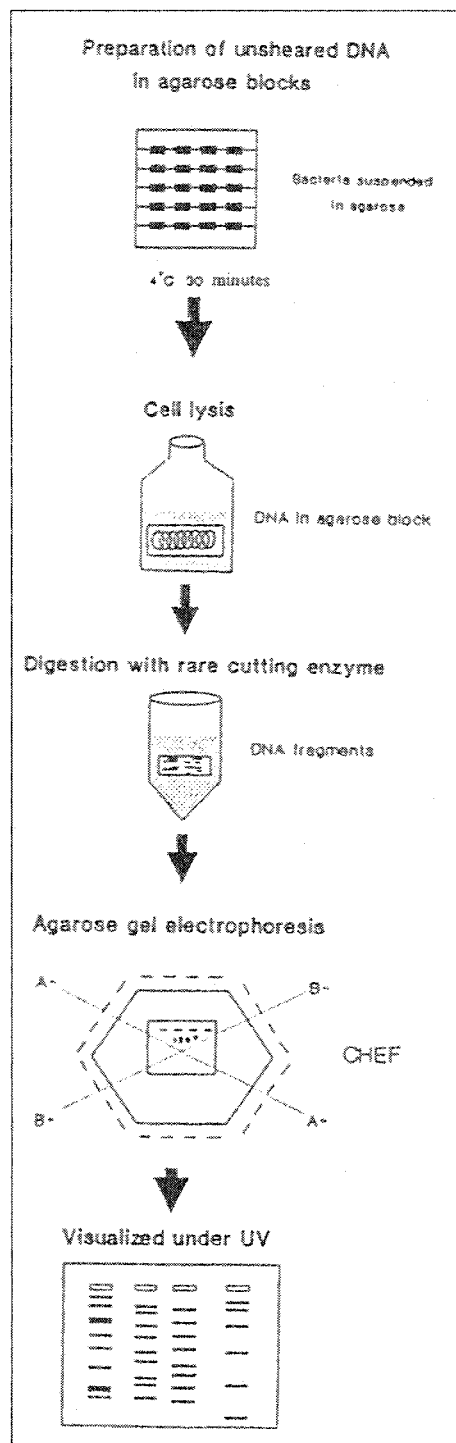 Preparation of unsheared DNA
in agarose blocks
Bacteria suspended
in agarose
4°C 30 minutes
Cell lysis
DNA in agarose block
Digestion with rare cutting enzyme
DNA fragments
Agarose gel electrophoresis
A-
B-
CHEF
B-
A-
Visualized under UV